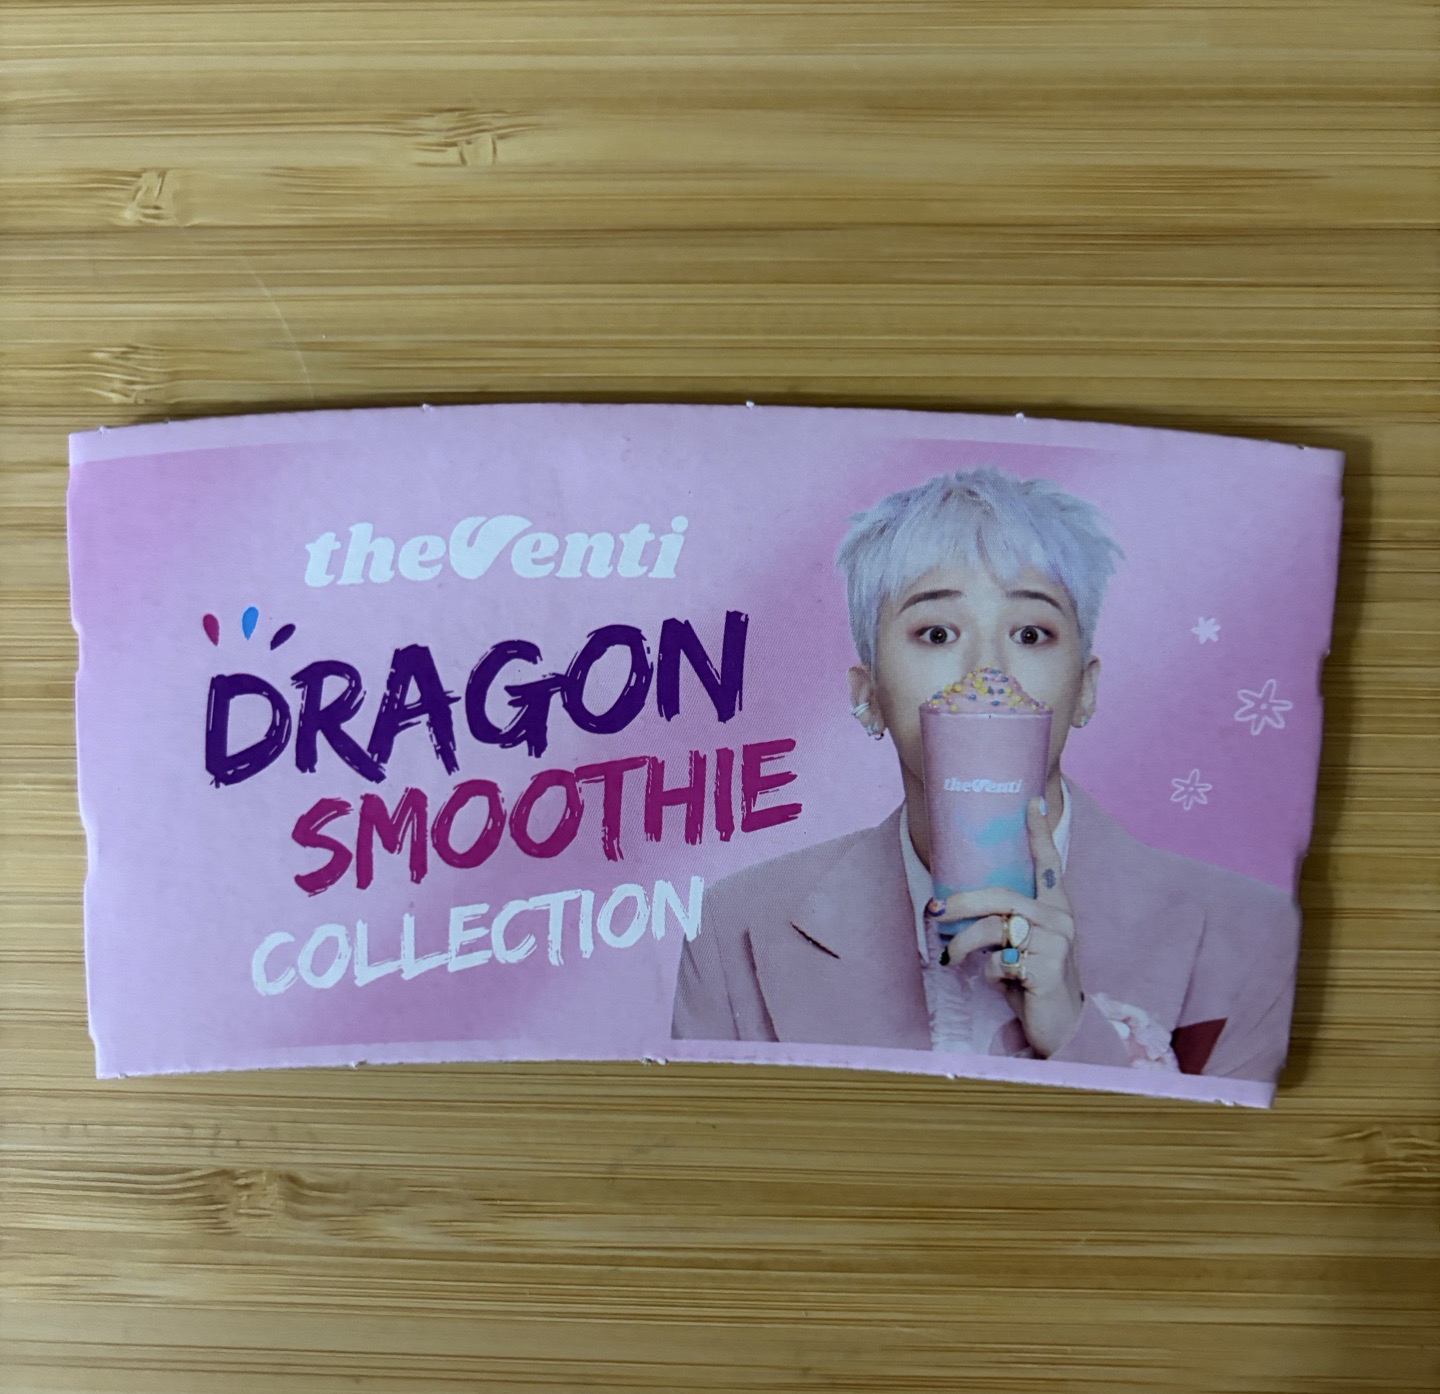 theVenti
DRAGON
SMOOTHIE
COLLECTION
theVenti